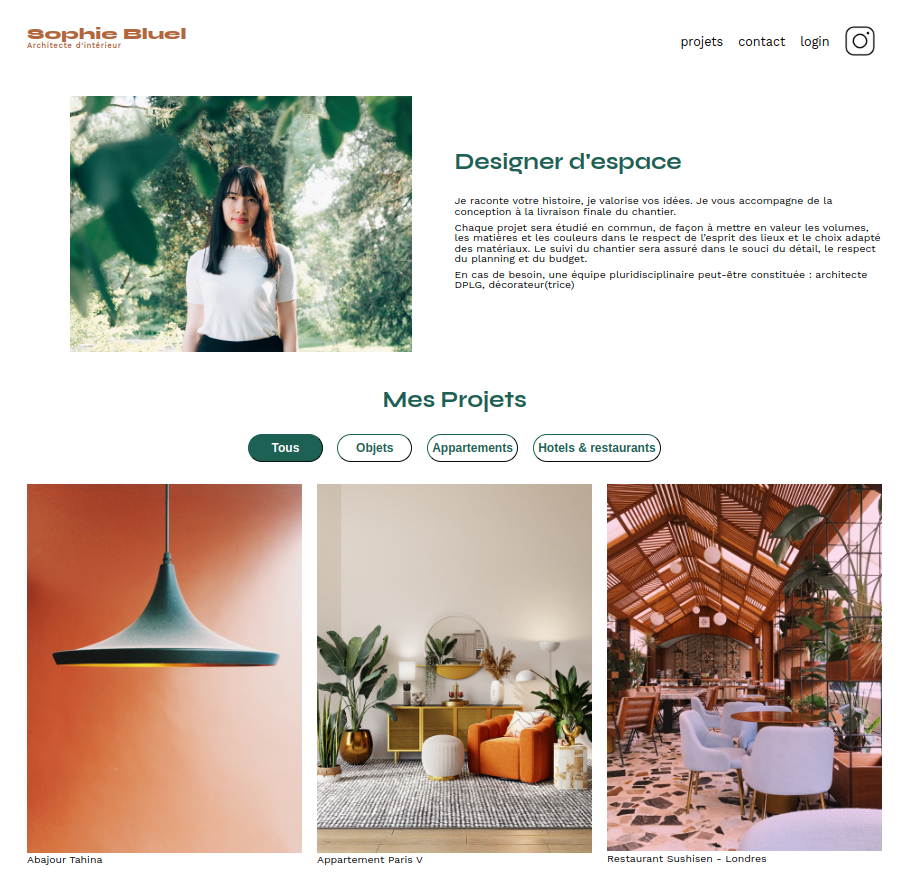 Sophie Bluel
Architecte d'intérieur
projets contact login
Designer d'espace
Je raconte votre histoire, je valorise vos idées. Je vous accompagne de la
conception à la livraison finale du chantier.
Chaque projet sera étudié en commun, de façon à mettre en valeur les volumes,
les matières et les couleurs dans le respect de l'esprit des lieux et le choix adapté
des matériaux. Le suivi du chantier sera assuré dans le souci du détail, le respect
du planning et du budget.
En cas de besoin, une équipe pluridisciplinaire peut-être constituée : architecte
DPLG, décorateur(trice)
Mes Projets
Tous Objets Appartements Hotels & restaurants
Abajour Tahina
Appartement Paris V
Restaurant Sushisen - Londres